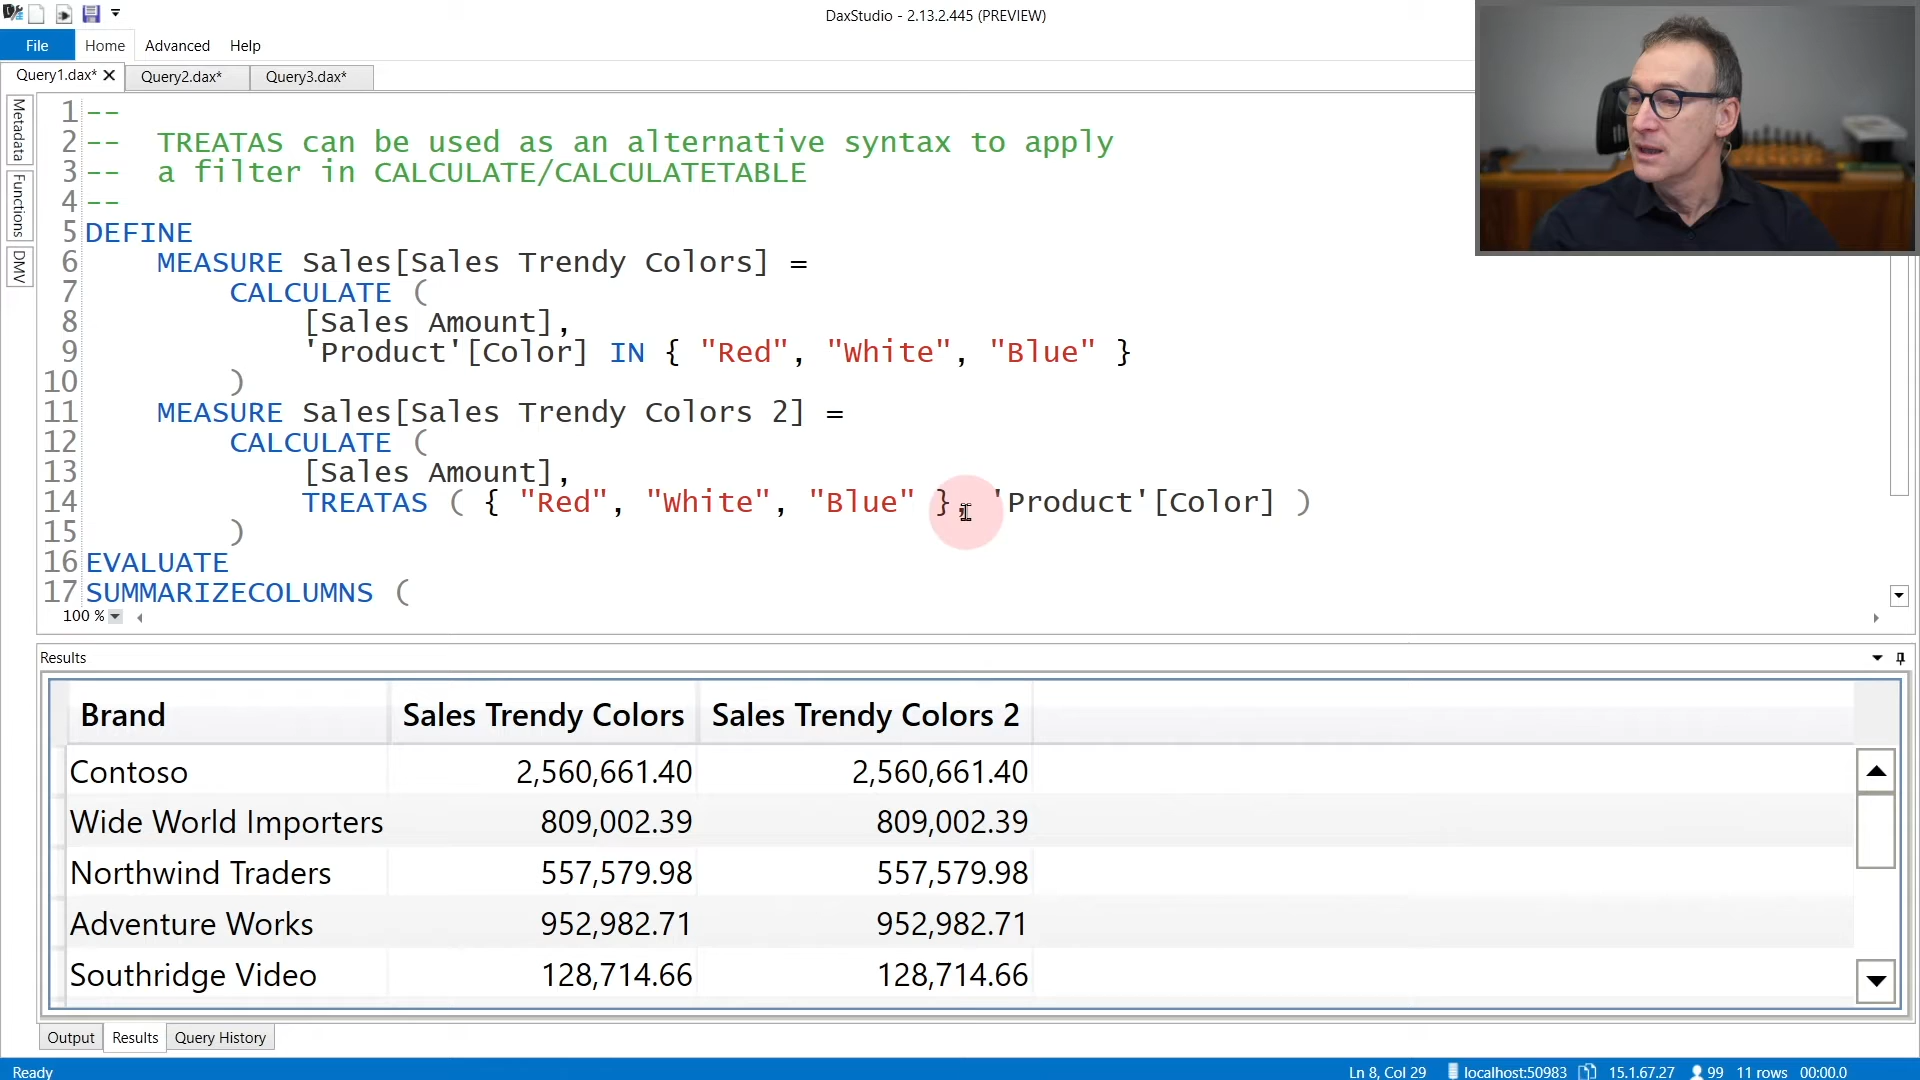 DaxStudio - 2.13.2.445 (PREVIEW)
File Home Advanced Help
Query1.dax* Query2.dax* Query3.dax*
Metadata
Functions
DMV
1 --
2 -- TREATAS can be used as an alternative syntax to apply
3 -- a filter in CALCULATE/CALCULATETABLE
4 --
5 DEFINE
6 MEASURE Sales[Sales Trendy Colors] =
7 CALCULATE (
8 [Sales Amount],
9 'Product'[Color] IN { "Red", "White", "Blue" }
10 )
11 MEASURE Sales[Sales Trendy Colors 2] =
12 CALCULATE (
13 [Sales Amount],
14 TREATAS ( { "Red", "White", "Blue" }, 'Product'[Color] )
15 )
16 EVALUATE
17 SUMMARIZECOLUMNS (
100 %
Results
Brand Sales Trendy Colors Sales Trendy Colors 2
Contoso 2,560,661.40 2,560,661.40
Wide World Importers 809,002.39 809,002.39
Northwind Traders 557,579.98 557,579.98
Adventure Works 952,982.71 952,982.71
Southridge Video 128,714.66 128,714.66
Output Results Query History
Ready Ln 8, Col 29 localhost:50983 15.1.67.27 99 11 rows 00:00.0